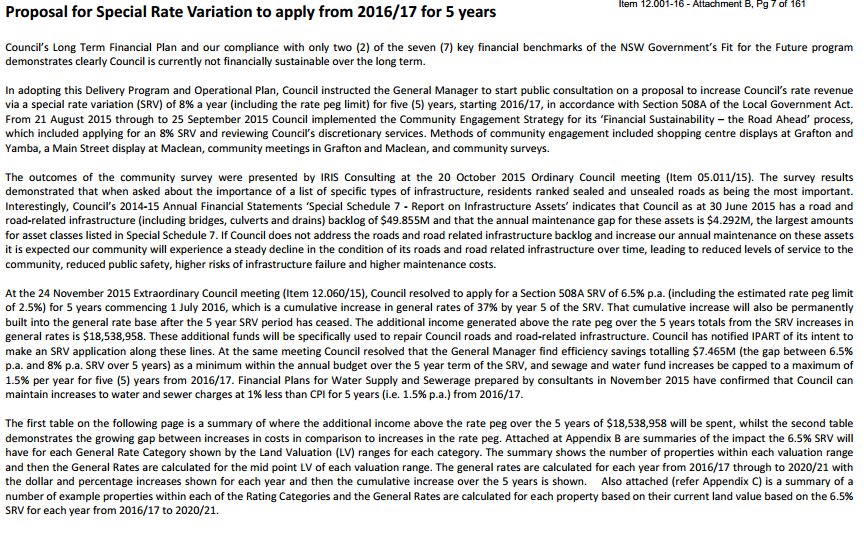 Item 12.001-16 - Attachment B, Pg 7 of 161
Proposal for Special Rate Variation to apply from 2016/17 for 5 years
Council's Long Term Financial Plan and our compliance with only two (2) of the seven (7) key financial benchmarks of the NSW Government's Fit for the Future program
demonstrates clearly Council is currently not financially sustainable over the long term.
In adopting this Delivery Program and Operational Plan, Council instructed the General Manager to start public consultation on a proposal to increase Council's rate revenue
via a special rate variation (SRV) of 8% a year (including the rate peg limit) for five (5) years, starting 2016/17, in accordance with Section 508A of the Local Government Act.
From 21 August 2015 through to 25 September 2015 Council implemented the Community Engagement Strategy for its 'Financial Sustainability – the Road Ahead' process,
which included applying for an 8% SRV and reviewing Council's discretionary services. Methods of community engagement included shopping centre displays at Grafton and
Yamba, a Main Street display at Maclean, community meetings in Grafton and Maclean, and community surveys.
The outcomes of the community survey were presented by IRIS Consulting at the 20 October 2015 Ordinary Council meeting (Item 05.011/15). The survey results
demonstrated that when asked about the importance of a list of specific types of infrastructure, residents ranked sealed and unsealed roads as being the most important.
Interestingly, Council's 2014-15 Annual Financial Statements 'Special Schedule 7 - Report on Infrastructure Assets' indicates that Council as at 30 June 2015 has a road and
road-related infrastructure (including bridges, culverts and drains) backlog of $49.855M and that the annual maintenance gap for these assets is $4.292M, the largest amounts
for asset classes listed in Special Schedule 7. If Council does not address the roads and road related infrastructure backlog and increase our annual maintenance on these assets
it is expected our community will experience a steady decline in the condition of its roads and road related infrastructure over time, leading to reduced levels of service to the
community, reduced public safety, higher risks of infrastructure failure and higher maintenance costs.
At the 24 November 2015 Extraordinary Council meeting (Item 12.060/15), Council resolved to apply for a Section 508A SRV of 6.5% p.a. (including the estimated rate peg limit
of 2.5%) for 5 years commencing 1 July 2016, which is a cumulative increase in general rates of 37% by year 5 of the SRV. That cumulative increase will also be permanently
built into the general rate base after the 5 year SRV period has ceased. The additional income generated above the rate peg over the 5 years totals from the SRV increases in
general rates is $18,538,958. These additional funds will be specifically used to repair Council roads and road-related infrastructure. Council has notified IPART of its intent to
make an SRV application along these lines. At the same meeting Council resolved that the General Manager find efficiency savings totalling $7.465M (the gap between 6.5%
p.a. and 8% p.a. SRV over 5 years) as a minimum within the annual budget over the 5 year term of the SRV, and sewage and water fund increases be capped to a maximum of
1.5% per year for five (5) years from 2016/17. Financial Plans for Water Supply and Sewerage prepared by consultants in November 2015 have confirmed that Council can
maintain increases to water and sewer charges at 1% less than CPI for 5 years (i.e. 1.5% p.a.) from 2016/17.
The first table on the following page is a summary of where the additional income above the rate peg over the 5 years of $18,538,958 will be spent, whilst the second table
demonstrates the growing gap between increases in costs in comparison to increases in the rate peg. Attached at Appendix B are summaries of the impact the 6.5% SRV will
have for each General Rate Category shown by the Land Valuation (LV) ranges for each category. The summary shows the number of properties within each valuation range
and then the General Rates are calculated for the mid point LV of each valuation range. The general rates are calculated for each year from 2016/17 through to 2020/21 with
the dollar and percentage increases shown for each year and then the cumulative increase over the 5 years is shown. Also attached (refer Appendix C) is a summary of a
number of example properties within each of the Rating Categories and the General Rates are calculated for each property based on their current land value based on the 6.5%
SRV for each year from 2016/17 to 2020/21.